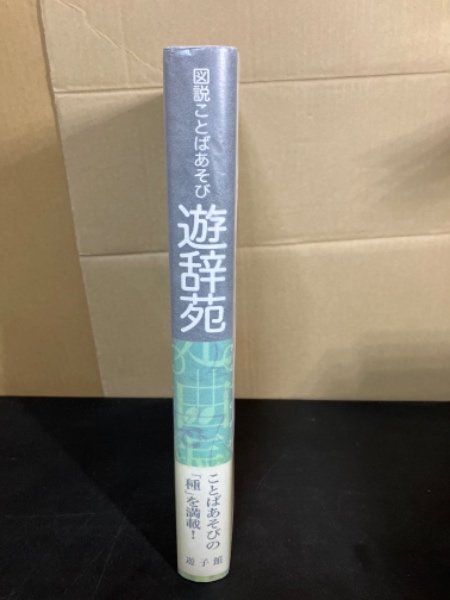 図説ことばあそび
遊辞苑
ことばあそびの
「種」を満載!
遊子館